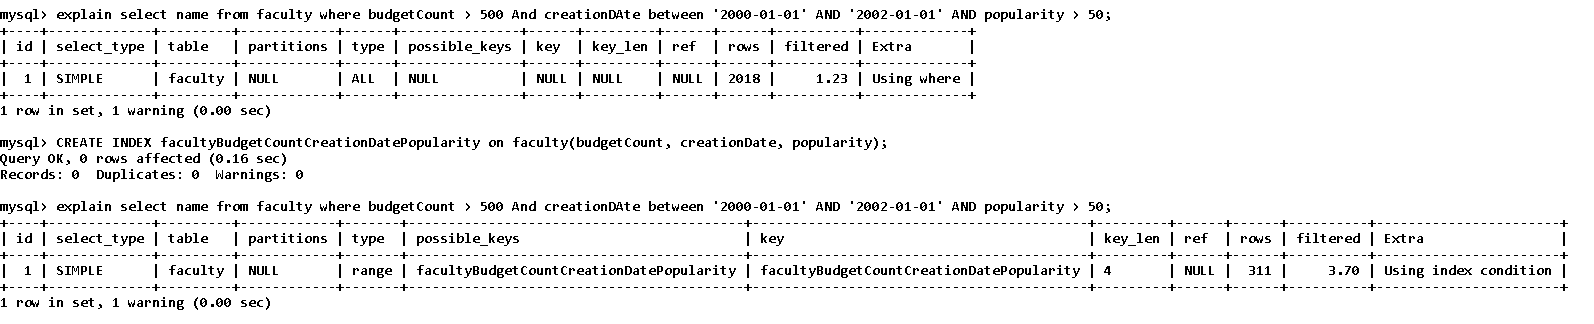 mysql> explain select name from faculty where budgetCount > 500 And creationDAte between '2000-01-01' AND '2002-01-01' AND popularity > 50;
+----+-------------+---------+------------+------+---------------+------+---------+------+------+----------+-------------+
| id | select_type | table   | partitions | type | possible_keys | key  | key_len | ref  | rows | filtered | Extra       |
+----+-------------+---------+------------+------+---------------+------+---------+------+------+----------+-------------+
|  1 | SIMPLE      | faculty | NULL       | ALL  | NULL          | NULL | NULL    | NULL | 2018 |     1.23 | Using where |
+----+-------------+---------+------------+------+---------------+------+---------+------+------+----------+-------------+
1 row in set, 1 warning (0.00 sec)
mysql> CREATE INDEX facultyBudgetCountCreationDatePopularity on faculty(budgetCount, creationDate, popularity);
Query OK, 0 rows affected (0.16 sec)
Records: 0  Duplicates: 0  Warnings: 0
mysql> explain select name from faculty where budgetCount > 500 And creationDAte between '2000-01-01' AND '2002-01-01' AND popularity > 50;
+----+-------------+---------+------------+-------+------------------------------------------+------------------------------------------+---------+------+------+----------+-----------------------+
| id | select_type | table   | partitions | type  | possible_keys                            | key                                      | key_len | ref  | rows | filtered | Extra                 |
+----+-------------+---------+------------+-------+------------------------------------------+------------------------------------------+---------+------+------+----------+-----------------------+
|  1 | SIMPLE      | faculty | NULL       | range | facultyBudgetCountCreationDatePopularity | facultyBudgetCountCreationDatePopularity | 4       | NULL |  311 |     3.70 | Using index condition |
+----+-------------+---------+------------+-------+------------------------------------------+------------------------------------------+---------+------+------+----------+-----------------------+
1 row in set, 1 warning (0.00 sec)